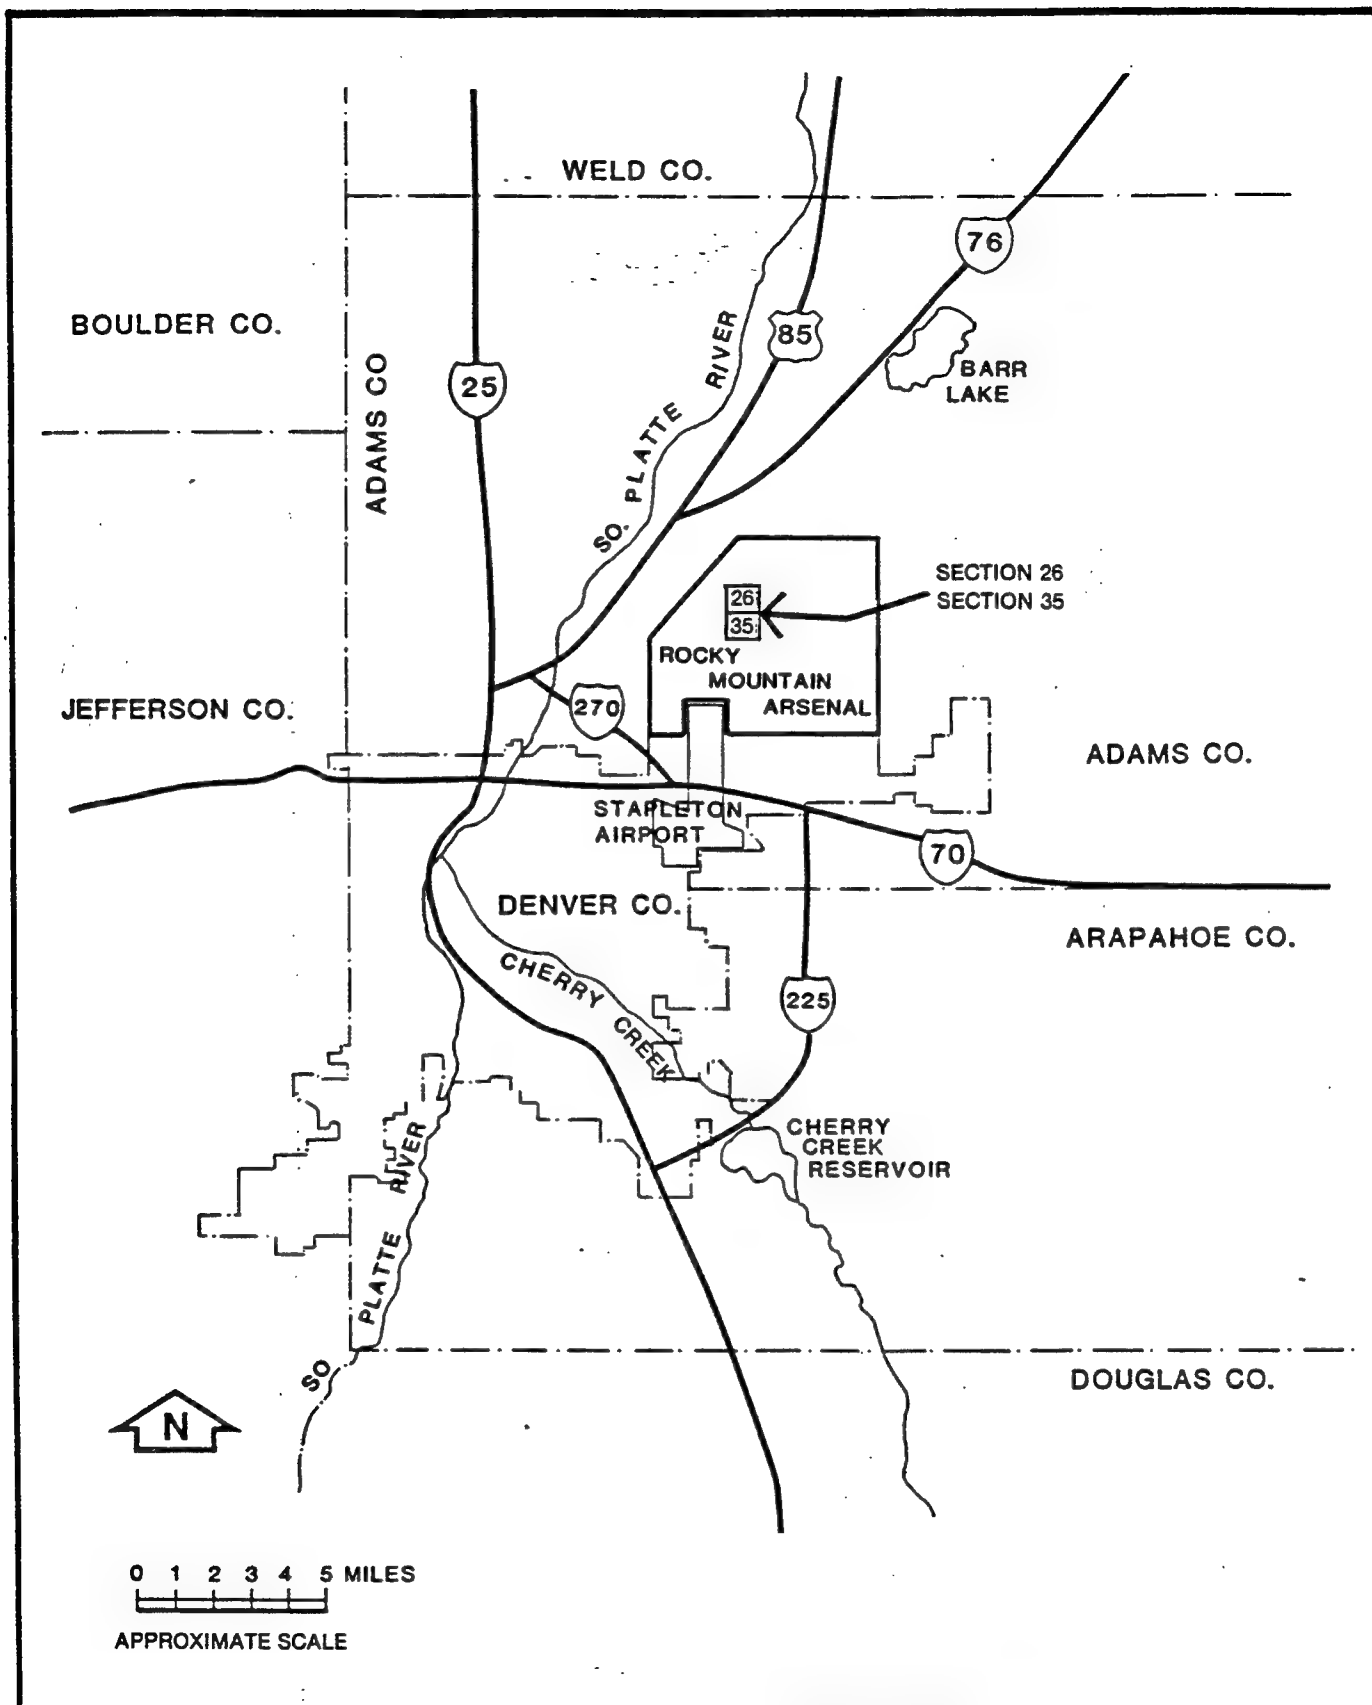 WELD CO.
76
BOULDER CO.
85
SO. PLATTE RIVER
BARR
LAKE
25
ADAMS CO
SECTION 26
SECTION 35
26
35
ROCKY
MOUNTAIN
ARSENAL
JEFFERSON CO.
270
ADAMS CO.
STAPLETON
AIRPORT
70
DENVER CO.
ARAPAHOE CO.
CHERRY CREEK
225
CHERRY
CREEK
RESERVOIR
SO PLATTE RIVER
DOUGLAS CO.
N
0 1 2 3 4 5 MILES
APPROXIMATE SCALE